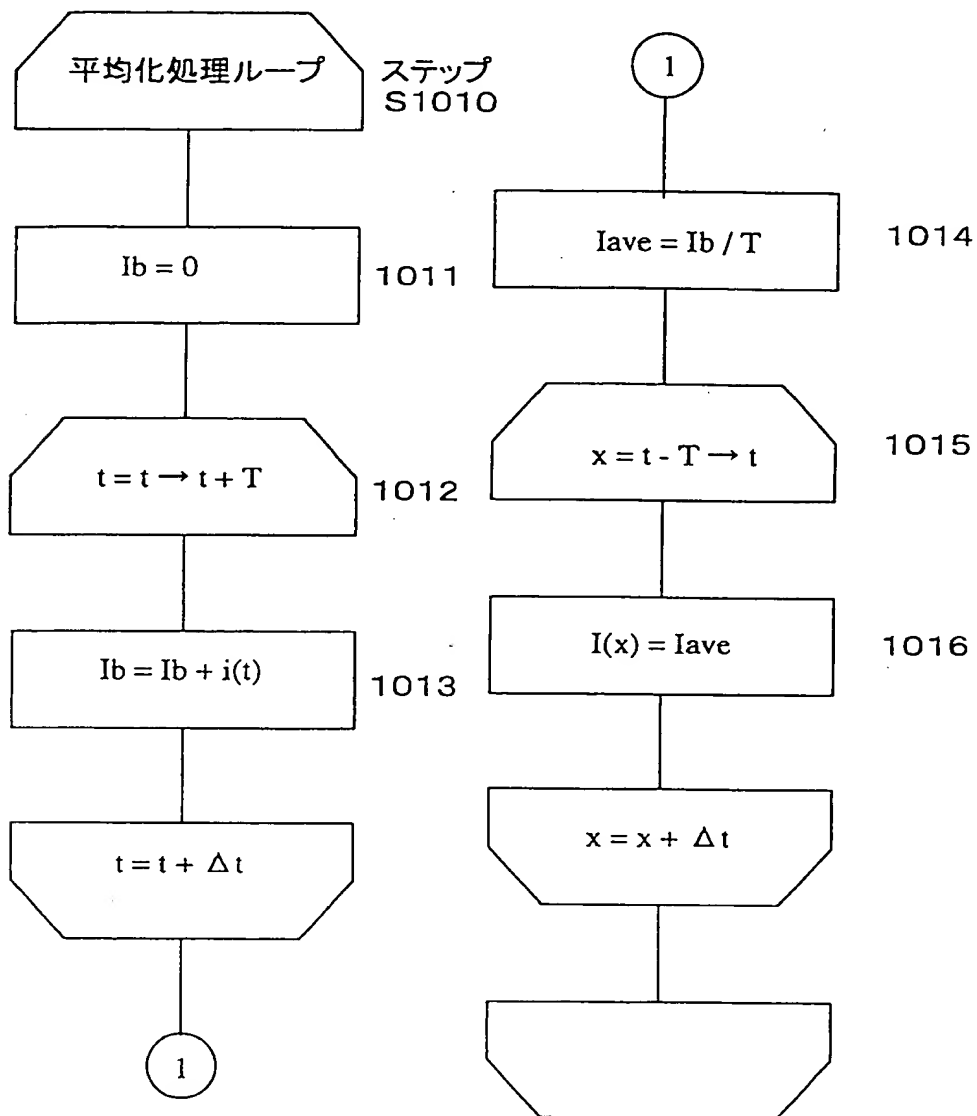 平均化処理ループ
ステップ
S1010
Ib = 0
1011
t = t → t + T
1012
Ib = Ib + i(t)
1013
t = t + Δt
1
1
Iave = Ib / T
1014
x = t - T → t
1015
I(x) = Iave
1016
x = x + Δt